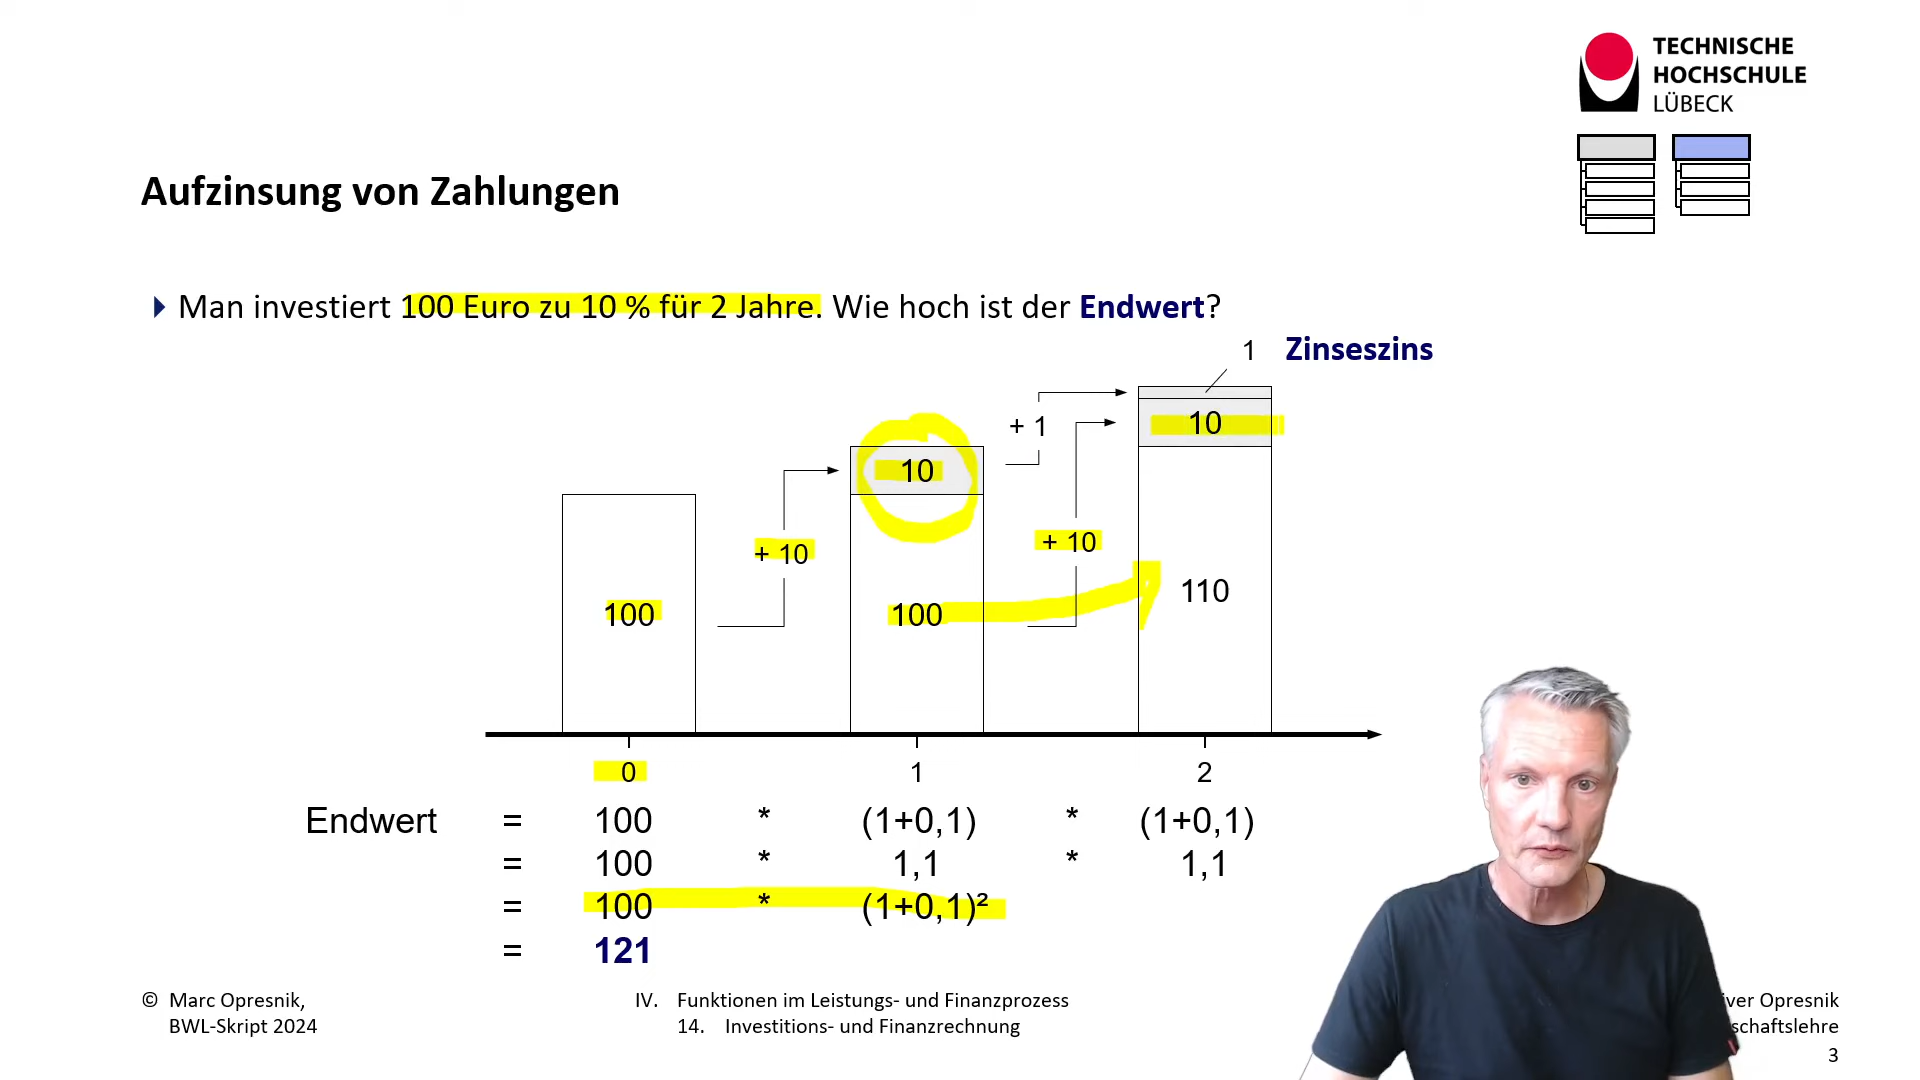 TECHNISCHE
HOCHSCHULE
LÜBECK
Aufzinsung von Zahlungen
Man investiert 100 Euro zu 10 % für 2 Jahre. Wie hoch ist der Endwert?
1 Zinseszins
+ 1
10
10
+ 10
+ 10
100
100
110
0 1 2
Endwert = 100 * (1+0,1) * (1+0,1)
= 100 * 1,1 * 1,1
= 100 * (1+0,1)²
= 121
© Marc Opresnik,
BWL-Skript 2024
IV. Funktionen im Leistungs- und Finanzprozess
14. Investitions- und Finanzrechnung
Opresnik
3